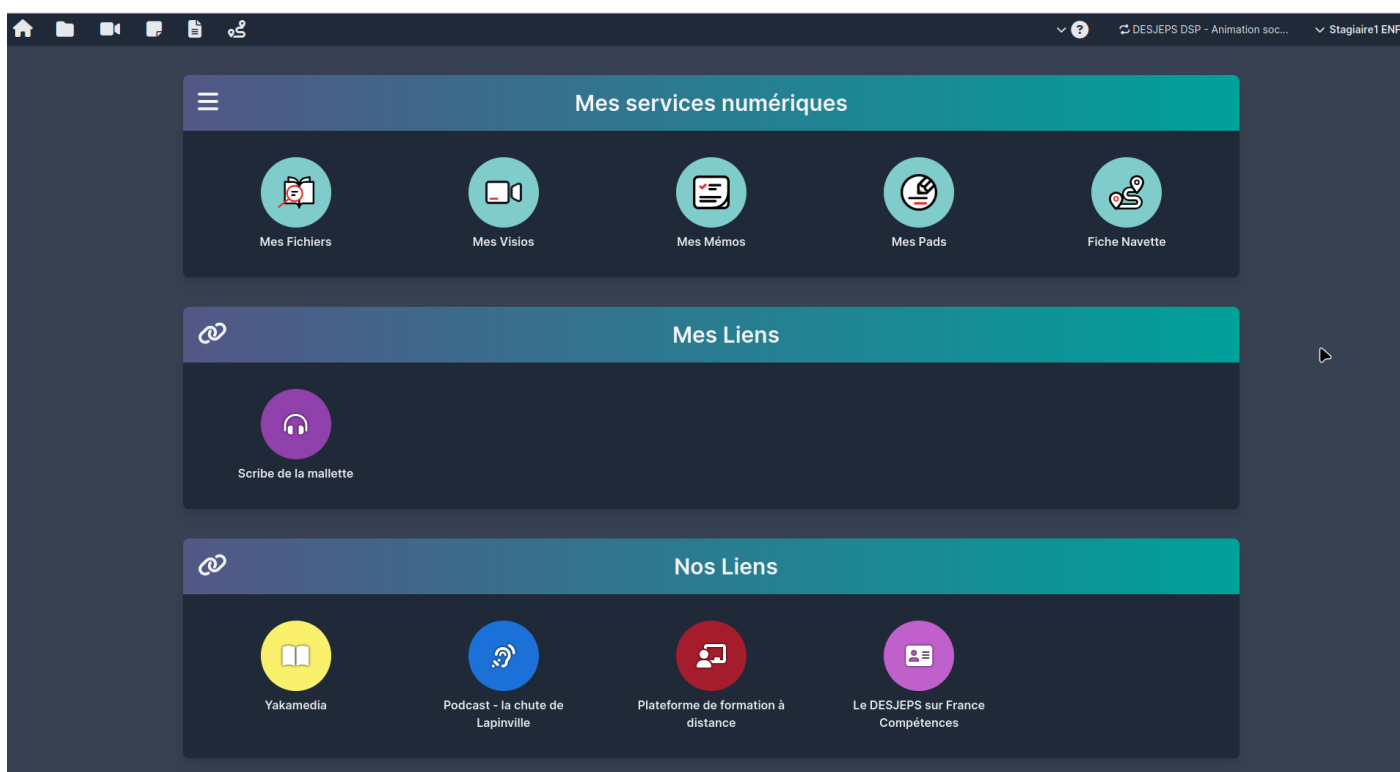 ? DESJEPS DSP - Animation soc... Stagiaire1 ENF
Mes services numériques
Mes Fichiers
Mes Visios
Mes Mémos
Mes Pads
Fiche Navette
Mes Liens
Scribe de la mallette
Nos Liens
Yakamedia
Podcast - la chute de
Lapinville
Plateforme de formation à
distance
Le DESJEPS sur France
Compétences